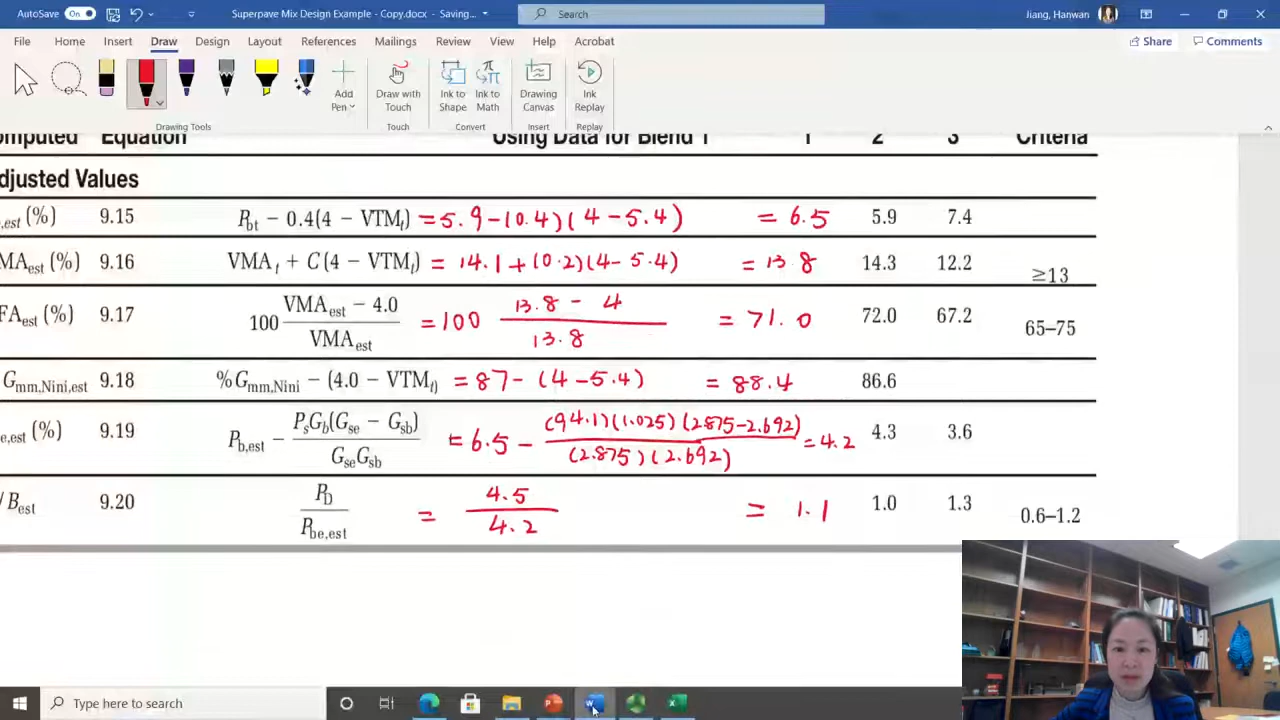 AutoSave On Superpave Mix Design Example - Copy.docx - Saving... Search Jiang, Hanwan
File Home Insert Draw Design Layout References Mailings Review View Help Acrobat Share Comments
Add Pen Draw with Touch Ink to Shape Ink to Math Drawing Canvas Ink Replay
Drawing Tools Touch Convert Insert Replay
omputed Equation Using Data for Blend 1 1 2 3 Criteria
djusted Values
,est (%) 9.15 Pbt − 0.4(4 − VTMt) = 5.9-(0.4)(4-5.4) = 6.5 5.9 7.4
MAest (%) 9.16 VMAt + C(4 − VTMt) = 14.1+(0.2)(4-5.4) = 13.8 14.3 12.2 ≥13
FAest (%) 9.17 100 (VMAest − 4.0)/VMAest = 100 (13.8 - 4)/13.8 = 71.0 72.0 67.2 65–75
Gmm,Nini,est 9.18 %Gmm,Nini − (4.0 − VTMt) = 87-(4-5.4) = 88.4 86.6
e,est (%) 9.19 Pb,est − PsGb(Gse − Gsb)/GseGsb = 6.5 - (94.1)(1.025)(2.875-2.692)/(2.875)(2.692) = 4.2 4.3 3.6
/Best 9.20 PD/Pbe,est = 4.5/4.2 = 1.1 1.0 1.3 0.6–1.2
Type here to search